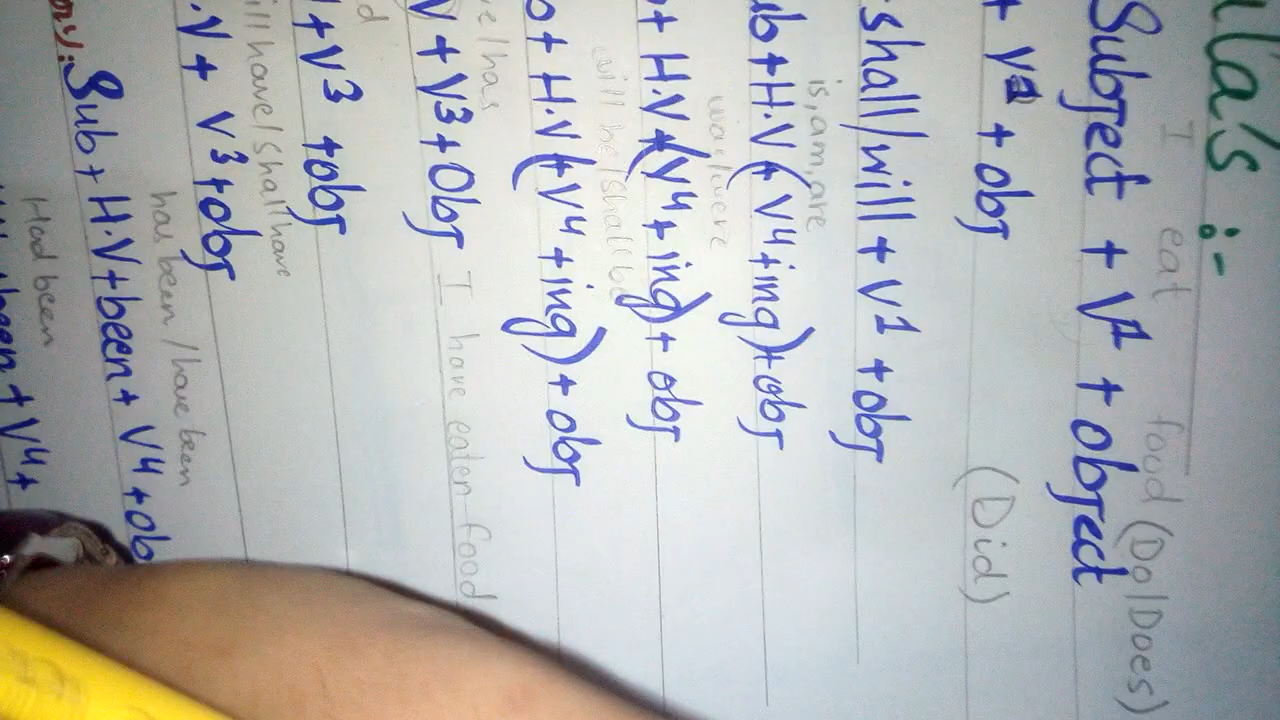 ula's :-
I eat food (Do/Does)
Subject + V1 + object
+ V2 + obj (Did)
shall/will + V1 + obj
is, am, are
ub + H.V (+ V4 + ing) + obj
was/were
+ H.V + (V4 + ing) + obj
will be/shall be
+ H.V (+ V4 + ing) + obj
e/has
V + V3 + Obj I have eaten food
d
+ V3 + obj
ill have/shall have
.V + V3 + obj
has been/have been
Sub + H.V + been + V4 + ob
Had been
been + V4 +